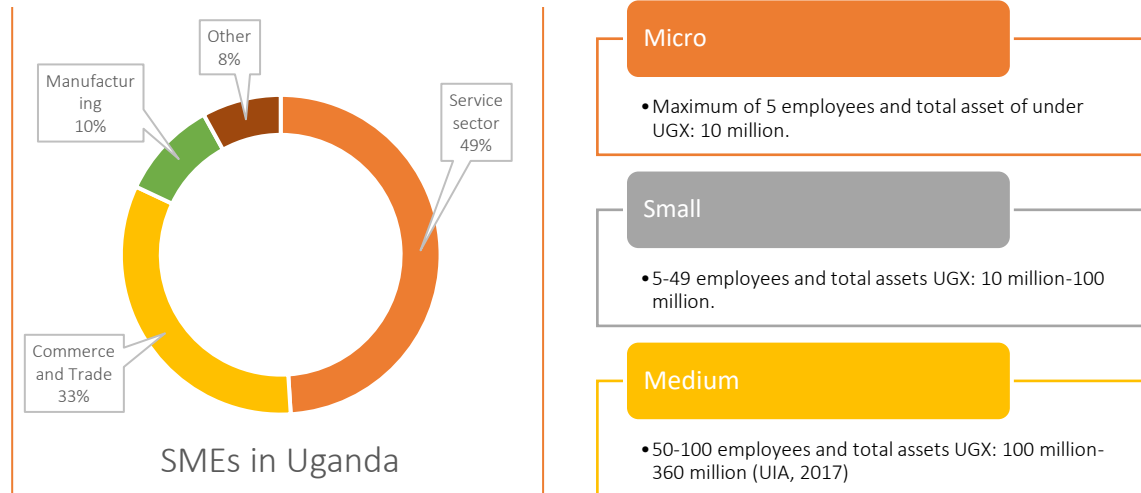 Other
8%
Manufactur
ing
10%
Service
sector
49%
Commerce
and Trade
33%
SMEs in Uganda
Micro
•Maximum of 5 employees and total asset of under
UGX: 10 million.
Small
•5-49 employees and total assets UGX: 10 million-100
million.
Medium
•50-100 employees and total assets UGX: 100 million-
360 million (UIA, 2017)